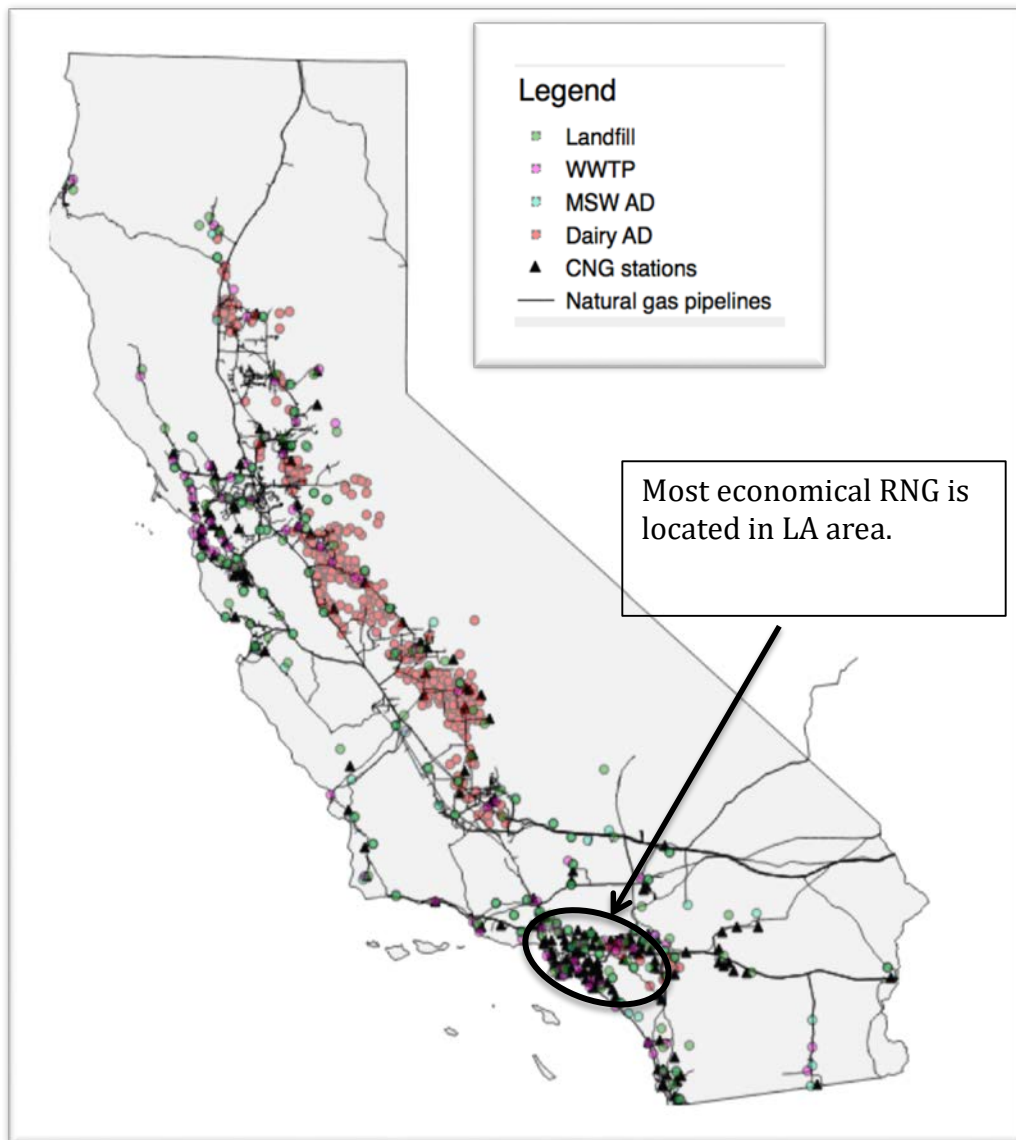 Legend
Landfill
WWTP
MSW AD
Dairy AD
CNG stations
Natural gas pipelines
Most economical RNG is
located in LA area.